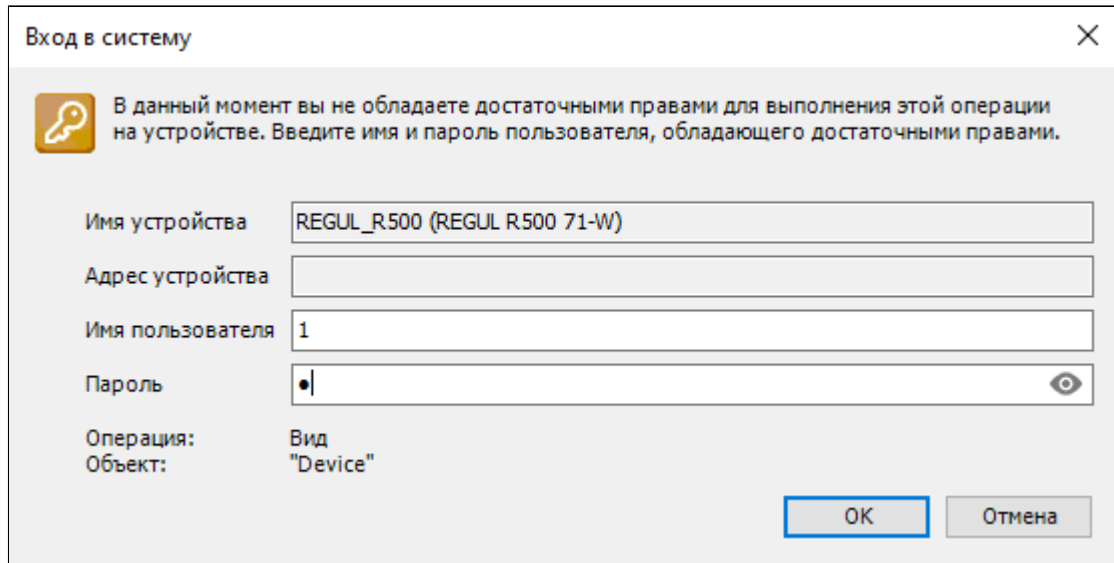 Вход в систему
В данный момент вы не обладаете достаточными правами для выполнения этой операции
на устройстве. Введите имя и пароль пользователя, обладающего достаточными правами.
Имя устройства REGUL_R500 (REGUL R500 71-W)
Адрес устройства
Имя пользователя 1
Пароль ●
Операция: Вид
Объект: "Device"
OK Отмена